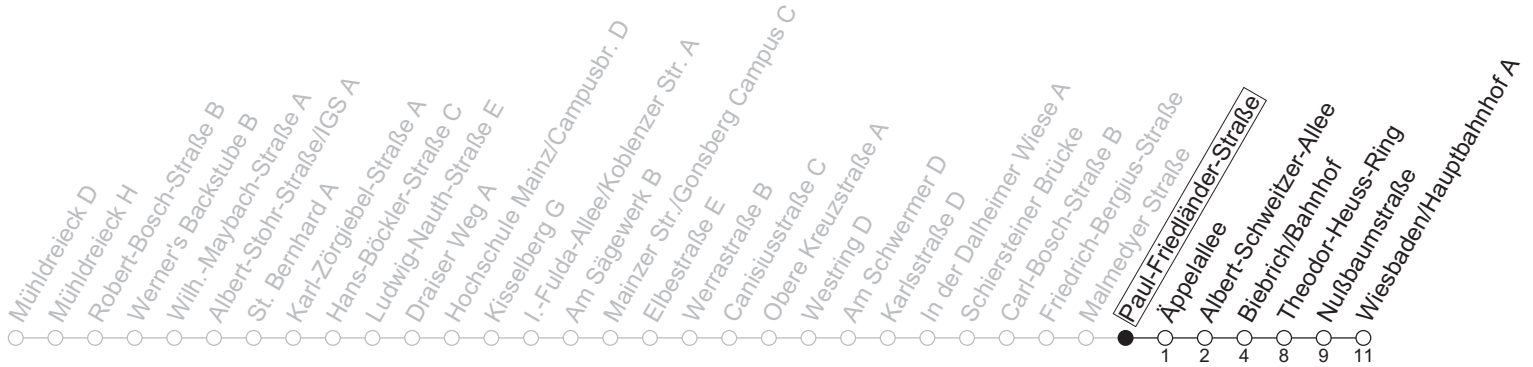 Mühldreieck D
Mühldreieck H
Robert-Bosch-Straße B
Werner's Backstube B
Wilh.-Maybach-Straße A
Albert-Stohr-Straße/IGS A
St. Bernhard A
Karl-Zörgiebel-Straße A
Hans-Böckler-Straße C
Ludwig-Nauth-Straße E
Draiser Weg A
Hochschule Mainz/Campusbr. D
Kisselberg G
I.-Fulda-Allee/Koblenzer Str. A
Am Sägewerk B
Mainzer Str./Gonsberg Campus C
Elbestraße E
Werrastraße B
Canisiusstraße C
Obere Kreuzstraße A
Westring D
Am Schwermer D
Karlsstraße D
In der Dalheimer Wiese A
Schiersteiner Brücke
Carl-Bosch-Straße B
Friedrich-Bergius-Straße
Malmedyer Straße
Paul-Friedländer-Straße
Äppelallee
Albert-Schweitzer-Allee
Biebrich/Bahnhof
Theodor-Heuss-Ring
Nußbaumstraße
Wiesbaden/Hauptbahnhof A
1 2 4 8 9 11